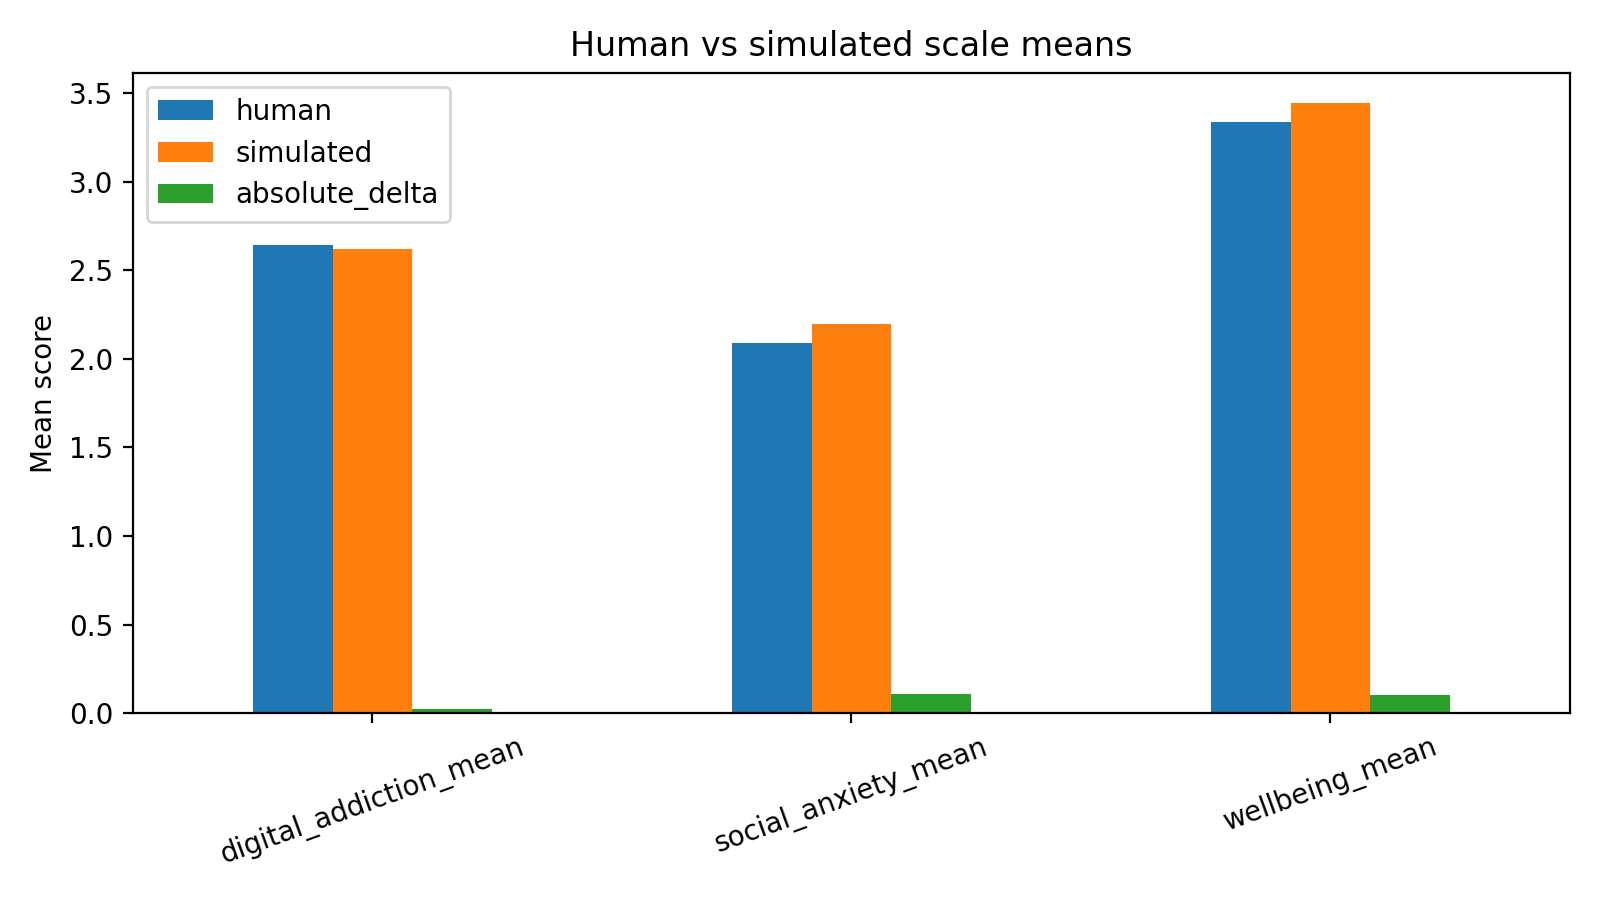 Human vs simulated scale means
human
simulated
absolute_delta
Mean score
3.5
3.0
2.5
2.0
1.5
1.0
0.5
0.0
digital_addiction_mean
social_anxiety_mean
wellbeing_mean